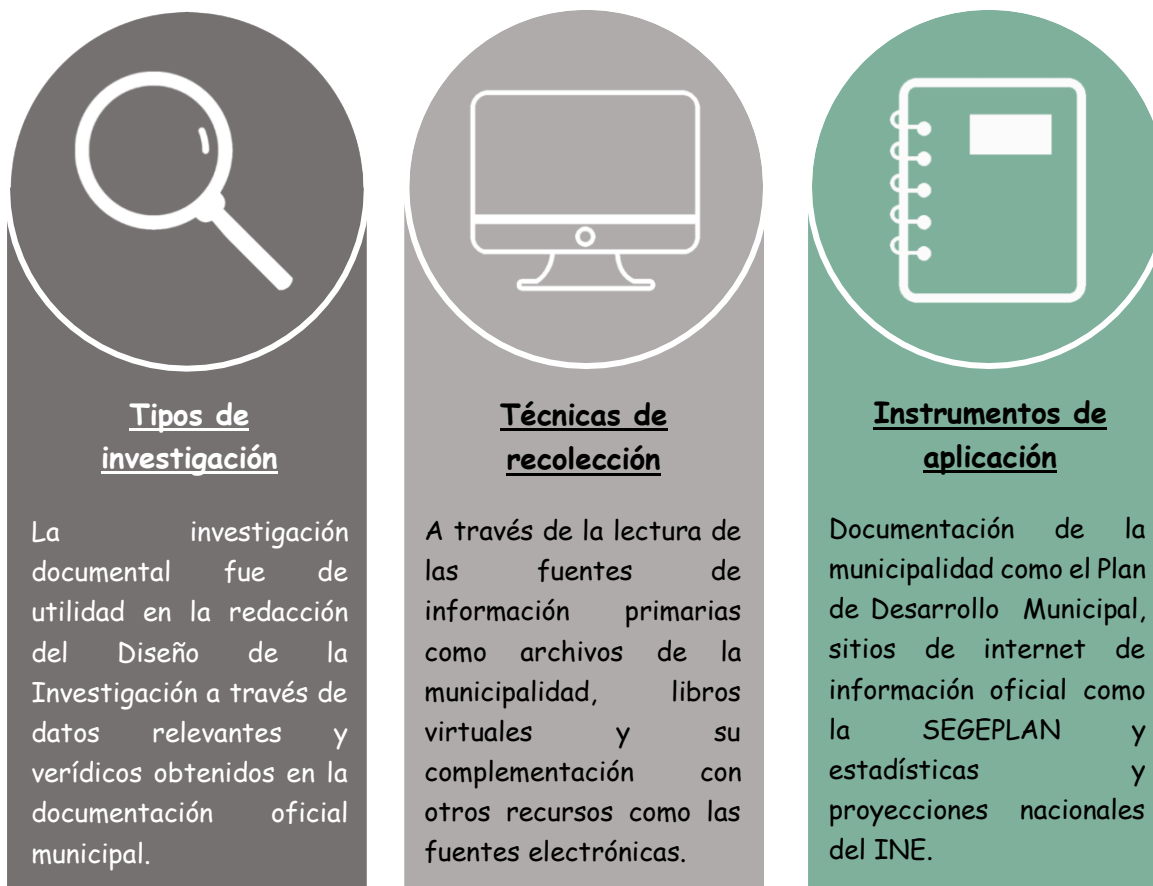 Tipos de
investigación
La investigación
documental fue de
utilidad en la redacción
del Diseño de la
Investigación a través de
datos relevantes y
verídicos obtenidos en la
documentación oficial
municipal.
Técnicas de
recolección
A través de la lectura de
las fuentes de
información primarias
como archivos de la
municipalidad, libros
virtuales y su
complementación con
otros recursos como las
fuentes electrónicas.
Instrumentos de
aplicación
Documentación de la
municipalidad como el Plan
de Desarrollo Municipal,
sitios de internet de
información oficial como
la SEGEPLAN y
estadísticas y
proyecciones nacionales
del INE.